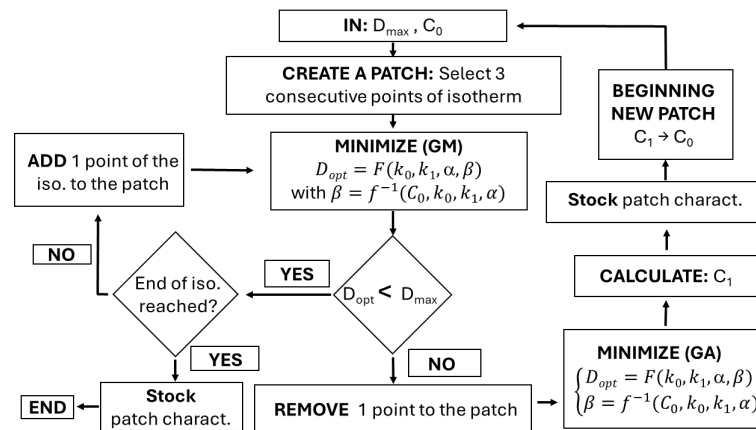 IN: Dmax , C0
CREATE A PATCH: Select 3
consecutive points of isotherm
BEGINNING
NEW PATCH
C1 → C0
ADD 1 point of the
iso. to the patch
MINIMIZE (GM)
Dopt = F(k0, k1, α, β)
with β = f⁻¹(C0, k0, k1, α)
Stock patch charact.
NO
End of iso.
reached?
YES
Dopt < Dmax
CALCULATE: C1
YES
NO
MINIMIZE (GA)
{Dopt = F(k0, k1, α, β)
β = f⁻¹(C0, k0, k1, α)
END
Stock
patch charact.
REMOVE 1 point to the patch